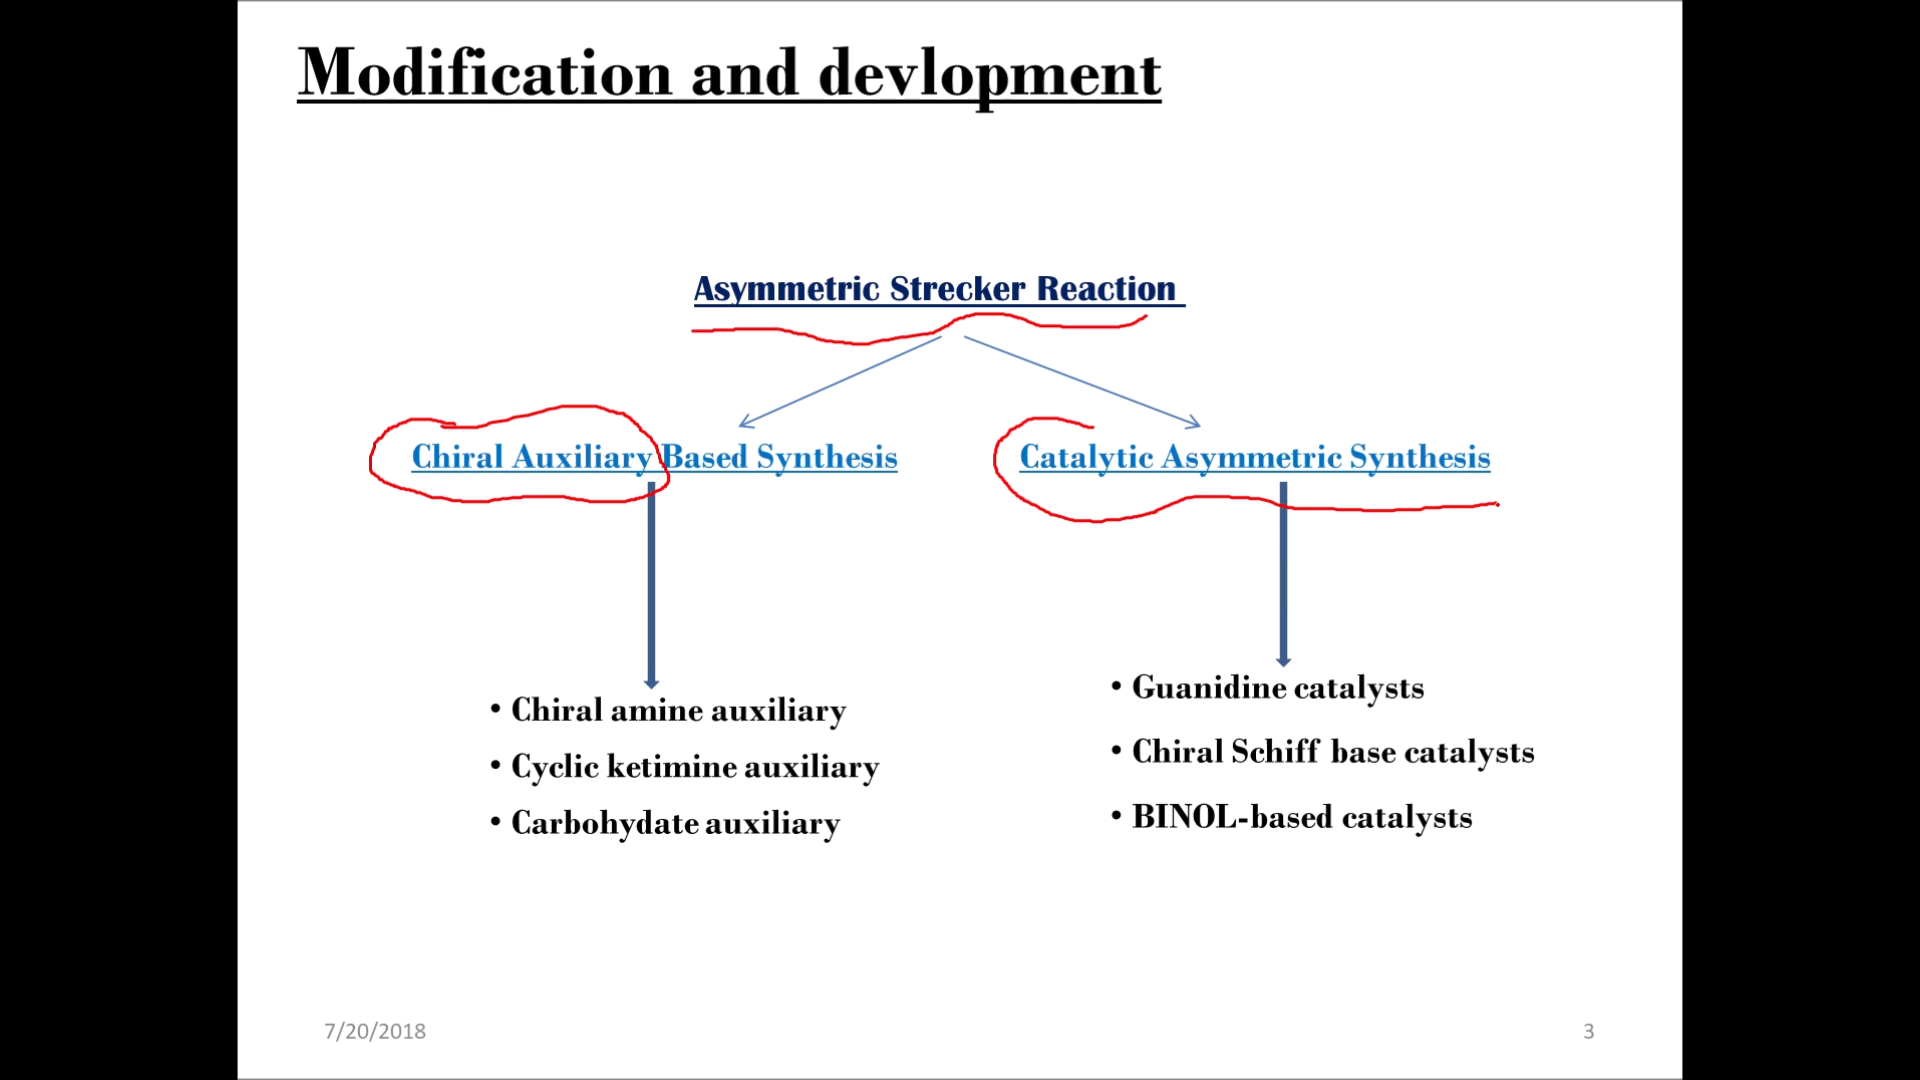 Modification and devlopment
Asymmetric Strecker Reaction
Chiral Auxiliary Based Synthesis
Catalytic Asymmetric Synthesis
• Chiral amine auxiliary
• Cyclic ketimine auxiliary
• Carbohydate auxiliary
• Guanidine catalysts
• Chiral Schiff base catalysts
• BINOL-based catalysts
7/20/2018
3